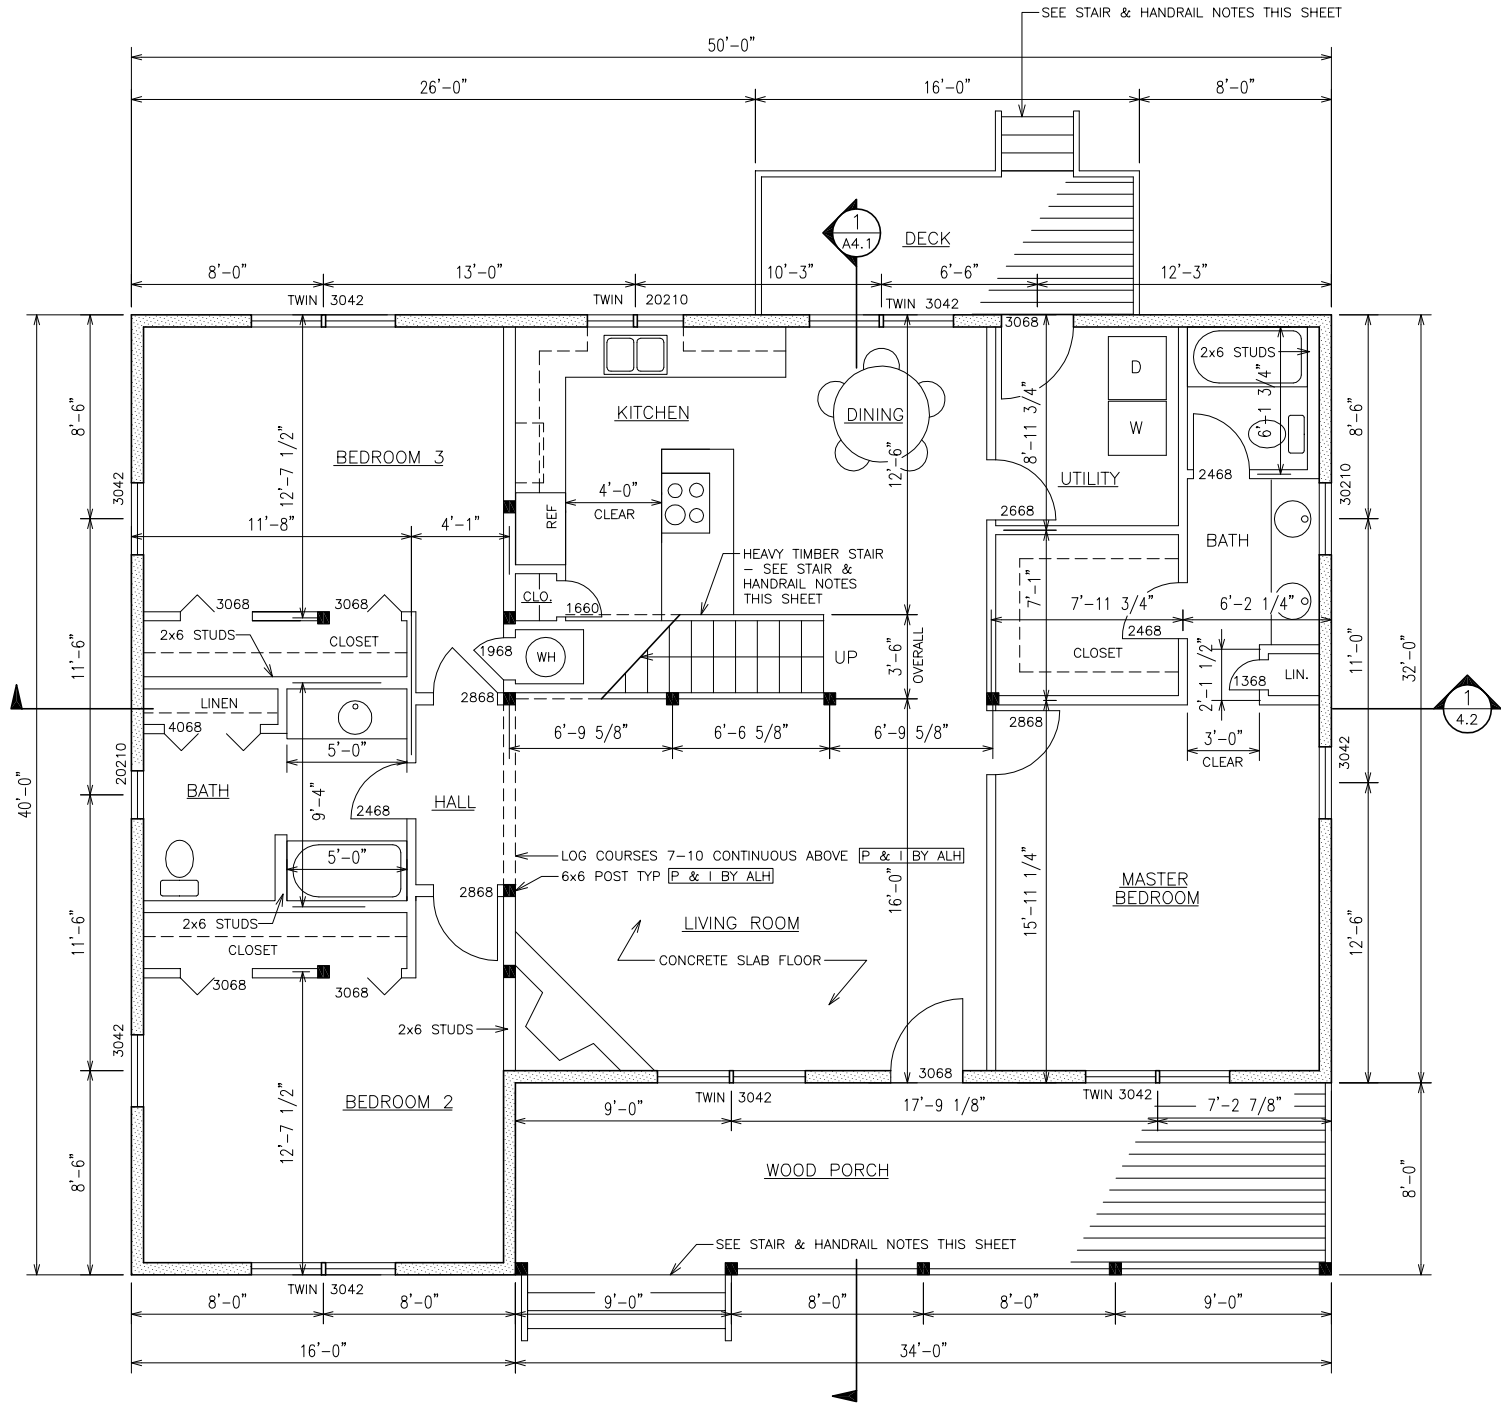 SEE STAIR & HANDRAIL NOTES THIS SHEET
50'-0"
26'-0"
16'-0"
8'-0"
1
A4.1
DECK
8'-0"
13'-0"
10'-3"
6'-6"
12'-3"
TWIN 3042
TWIN 20210
TWIN 3042
3068
2x6 STUDS
D
W
6'-1 3/4"
8'-6"
8'-6"
KITCHEN
DINING
8'-11 3/4"
BEDROOM 3
12'-7 1/2"
12'-6"
UTILITY
2468
3042
30210
4'-0"
CLEAR
REF
2668
11'-8"
4'-1"
BATH
HEAVY TIMBER STAIR
– SEE STAIR &
HANDRAIL NOTES
THIS SHEET
CLO.
1660
3068
3068
7'-1"
7'-11 3/4"
6'-2 1/4"
2x6 STUDS
CLOSET
1968
WH
UP
3'-6"
OVERALL
2468
CLOSET
2'-11 1/2"
1368
LIN.
11'-6"
11'-0"
32'-0"
LINEN
2868
4068
2868
1
4.2
6'-9 5/8"
6'-6 5/8"
6'-9 5/8"
3'-0"
CLEAR
5'-0"
20210
3042
40'-0"
BATH
9'-4"
HALL
2468
5'-0"
LOG COURSES 7–10 CONTINUOUS ABOVE P & I BY ALH
6x6 POST TYP P & I BY ALH
2868
16'-0"
15'-11 1/4"
MASTER
BEDROOM
2x6 STUDS
LIVING ROOM
11'-6"
12'-6"
CLOSET
CONCRETE SLAB FLOOR
3068
3068
3042
2x6 STUDS
3068
BEDROOM 2
12'-7 1/2"
TWIN 3042
TWIN 3042
9'-0"
17'-9 1/8"
7'-2 7/8"
8'-6"
8'-0"
WOOD PORCH
SEE STAIR & HANDRAIL NOTES THIS SHEET
TWIN 3042
8'-0"
8'-0"
9'-0"
8'-0"
8'-0"
9'-0"
16'-0"
34'-0"